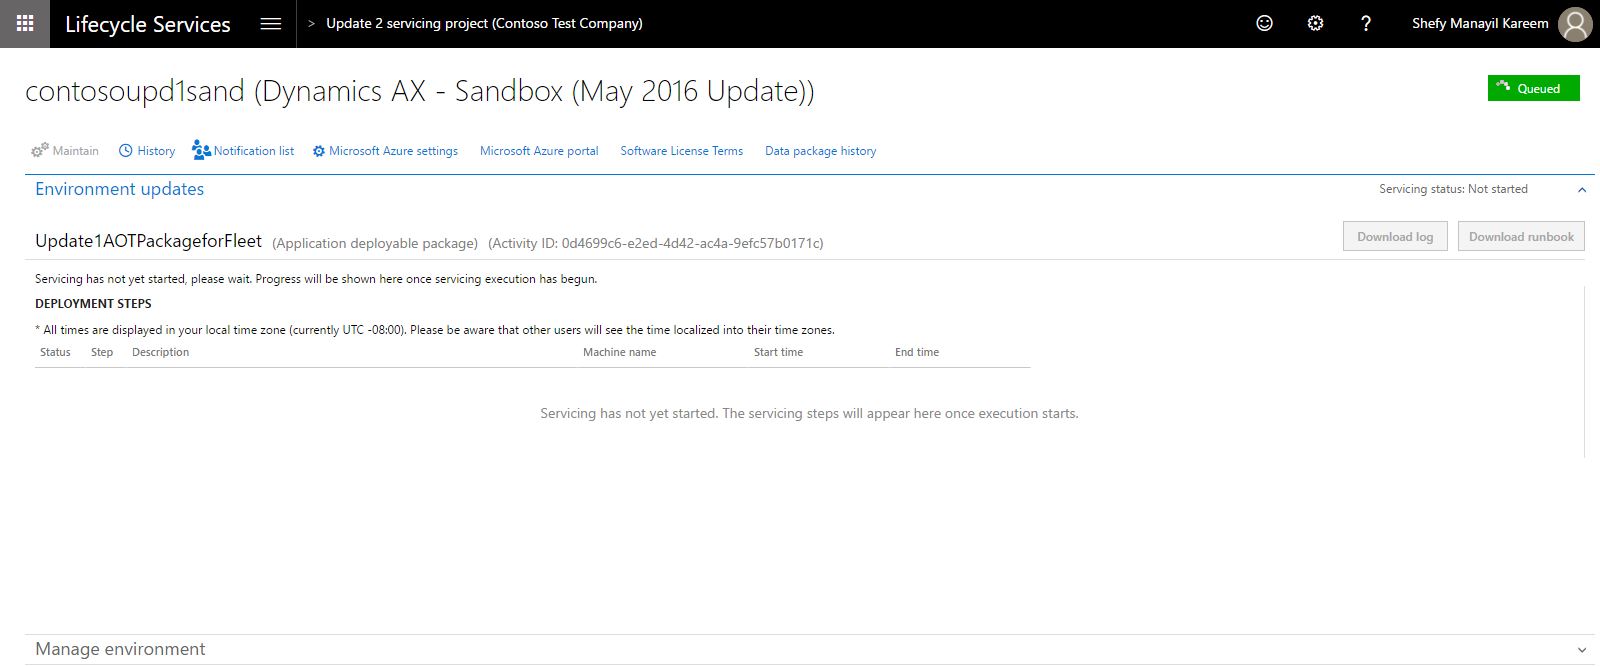 Lifecycle Services > Update 2 servicing project (Contoso Test Company) ? Shefy Manayil Kareem
contosoupd1sand (Dynamics AX - Sandbox (May 2016 Update)) Queued
Maintain History Notification list Microsoft Azure settings Microsoft Azure portal Software License Terms Data package history
Environment updates Servicing status: Not started
Update1AOTPackageforFleet (Application deployable package) (Activity ID: 0d4699c6-e2ed-4d42-ac4a-9efc57b0171c) Download log Download runbook
Servicing has not yet started, please wait. Progress will be shown here once servicing execution has begun.
DEPLOYMENT STEPS
* All times are displayed in your local time zone (currently UTC -08:00). Please be aware that other users will see the time localized into their time zones.
Status Step Description Machine name Start time End time
Servicing has not yet started. The servicing steps will appear here once execution starts.
Manage environment